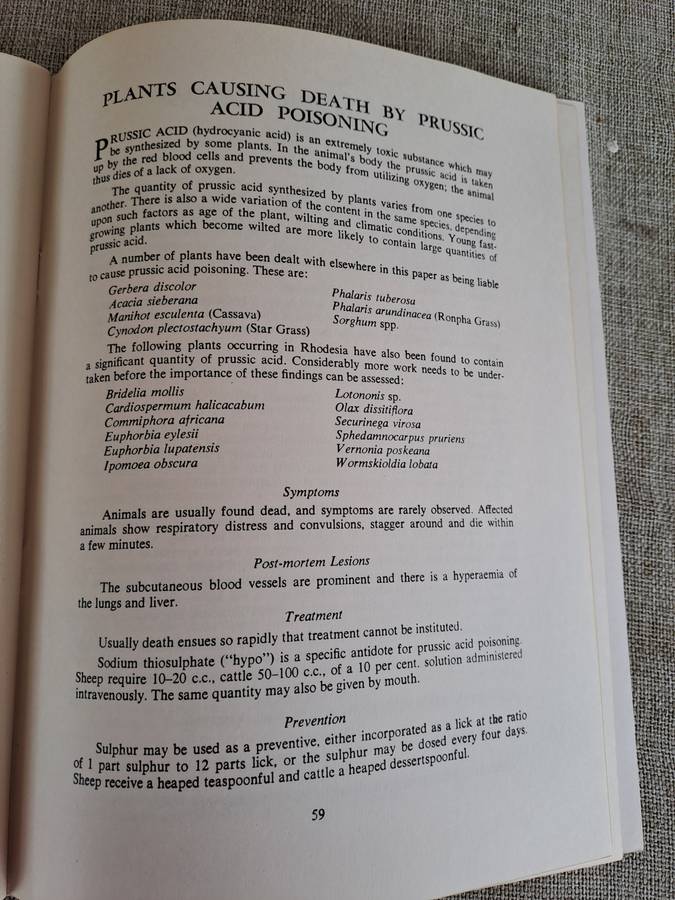 PLANTS CAUSING DEATH BY PRUSSIC
ACID POISONING
PRUSSIC ACID (hydrocyanic acid) is an extremely toxic substance which may
be synthesized by some plants. In the animal's body the prussic acid is taken
up by the red blood cells and prevents the body from utilizing oxygen; the animal
thus dies of a lack of oxygen.
The quantity of prussic acid synthesized by plants varies from one species to
another. There is also a wide variation of the content in the same species, depending
upon such factors as age of the plant, wilting and climatic conditions. Young fast-
growing plants which become wilted are more likely to contain large quantities of
prussic acid.
A number of plants have been dealt with elsewhere in this paper as being liable
to cause prussic acid poisoning. These are:
Gerbera discolor
Acacia sieberana
Manihot esculenta (Cassava)
Cynodon plectostachyum (Star Grass)
Phalaris tuberosa
Phalaris arundinacea (Ronpha Grass)
Sorghum spp.
The following plants occurring in Rhodesia have also been found to contain
a significant quantity of prussic acid. Considerably more work needs to be under-
taken before the importance of these findings can be assessed:
Bridelia mollis
Cardiospermum halicacabum
Commiphora africana
Euphorbia eylesii
Euphorbia lupatensis
Ipomoea obscura
Lotononis sp.
Olax dissitiflora
Securinega virosa
Sphedamnocarpus pruriens
Vernonia poskeana
Wormskioldia lobata
Symptoms
Animals are usually found dead, and symptoms are rarely observed. Affected
animals show respiratory distress and convulsions, stagger around and die within
a few minutes.
Post-mortem Lesions
The subcutaneous blood vessels are prominent and there is a hyperaemia of
the lungs and liver.
Treatment
Usually death ensues so rapidly that treatment cannot be instituted.
Sodium thiosulphate ("hypo") is a specific antidote for prussic acid poisoning.
Sheep require 10–20 c.c., cattle 50–100 c.c., of a 10 per cent. solution administered
intravenously. The same quantity may also be given by mouth.
Prevention
Sulphur may be used as a preventive, either incorporated as a lick at the ratio
of 1 part sulphur to 12 parts lick, or the sulphur may be dosed every four days.
Sheep receive a heaped teaspoonful and cattle a heaped dessertspoonful.
59